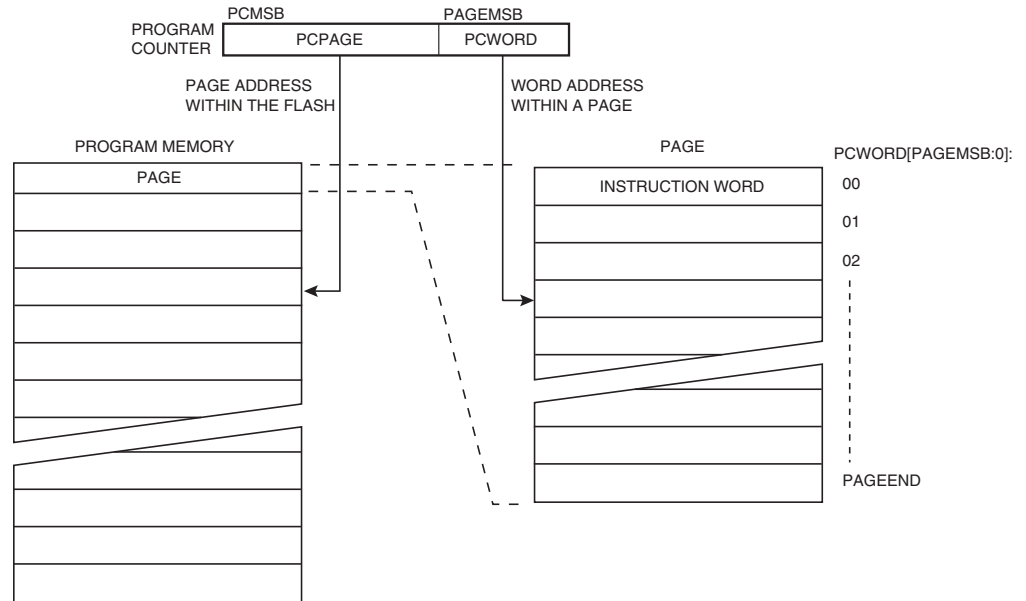 PCMSB
PAGEMSB
PROGRAM
COUNTER
PCPAGE
PCWORD
PAGE ADDRESS
WITHIN THE FLASH
WORD ADDRESS
WITHIN A PAGE
PROGRAM MEMORY
PAGE
PAGE
INSTRUCTION WORD
PCWORD[PAGEMSB:0]:
00
01
02
PAGEEND